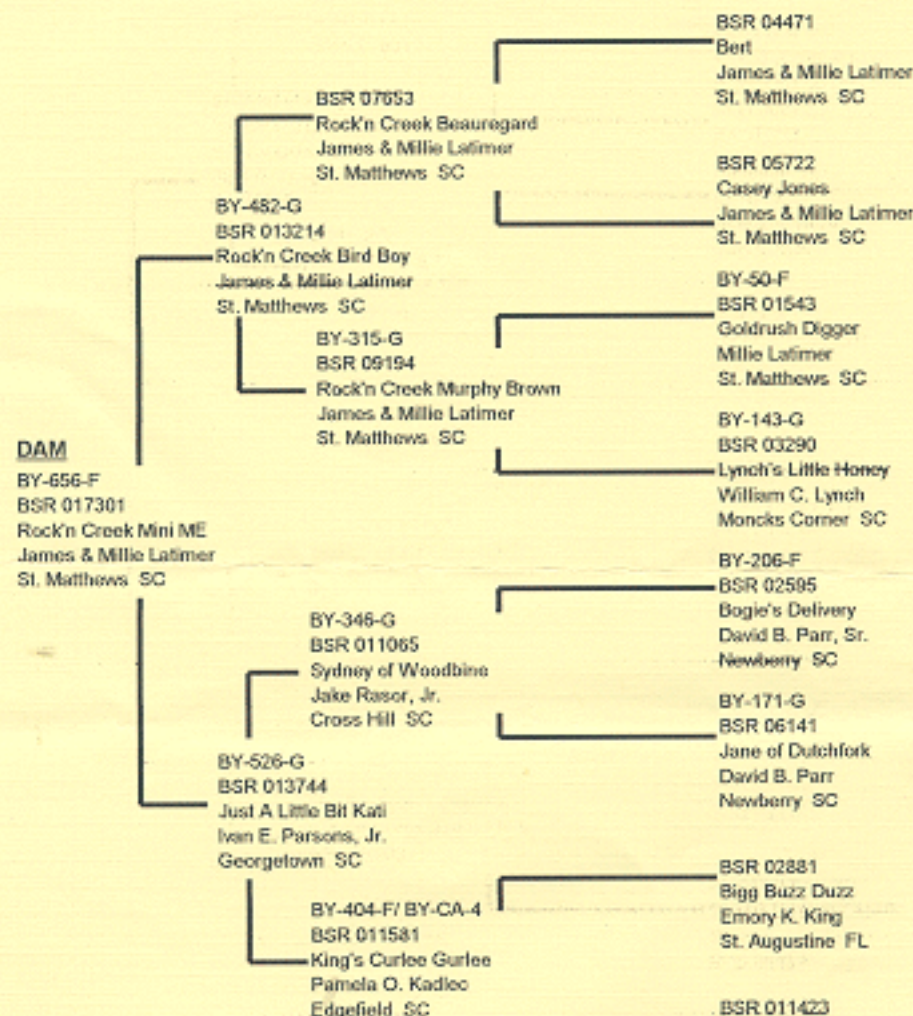 DAM
BY-656-F
BSR 017301
Rock'n Creek Mini ME
James & Millie Latimer
St. Matthews SC
BY-482-G
BSR 013214
Rock'n Creek Bird Boy
James & Millie Latimer
St. Matthews SC
BY-526-G
BSR 013744
Just A Little Bit Kati
Ivan E. Parsons, Jr.
Georgetown SC
BSR 07653
Rock'n Creek Beauregard
James & Millie Latimer
St. Matthews SC
BY-315-G
BSR 09194
Rock'n Creek Murphy Brown
James & Millie Latimer
St. Matthews SC
BY-346-G
BSR 011065
Sydney of Woodbine
Jake Rasor, Jr.
Cross Hill SC
BY-404-F/ BY-CA-4
BSR 011581
King's Curlee Gurlee
Pamela O. Kadlec
Edgefield SC
BSR 04471
Bert
James & Millie Latimer
St. Matthews SC
BSR 05722
Casey Jones
James & Millie Latimer
St. Matthews SC
BY-50-F
BSR 01543
Goldrush Digger
Millie Latimer
St. Matthews SC
BY-143-G
BSR 03290
Lynch's Little Honey
William C. Lynch
Moncks Corner SC
BY-206-F
BSR 02595
Bogie's Delivery
David B. Parr, Sr.
Newberry SC
BY-171-G
BSR 06141
Jane of Dutchfork
David B. Parr
Newberry SC
BSR 02881
Bigg Buzz Duzz
Emory K. King
St. Augustine FL
BSR 011423